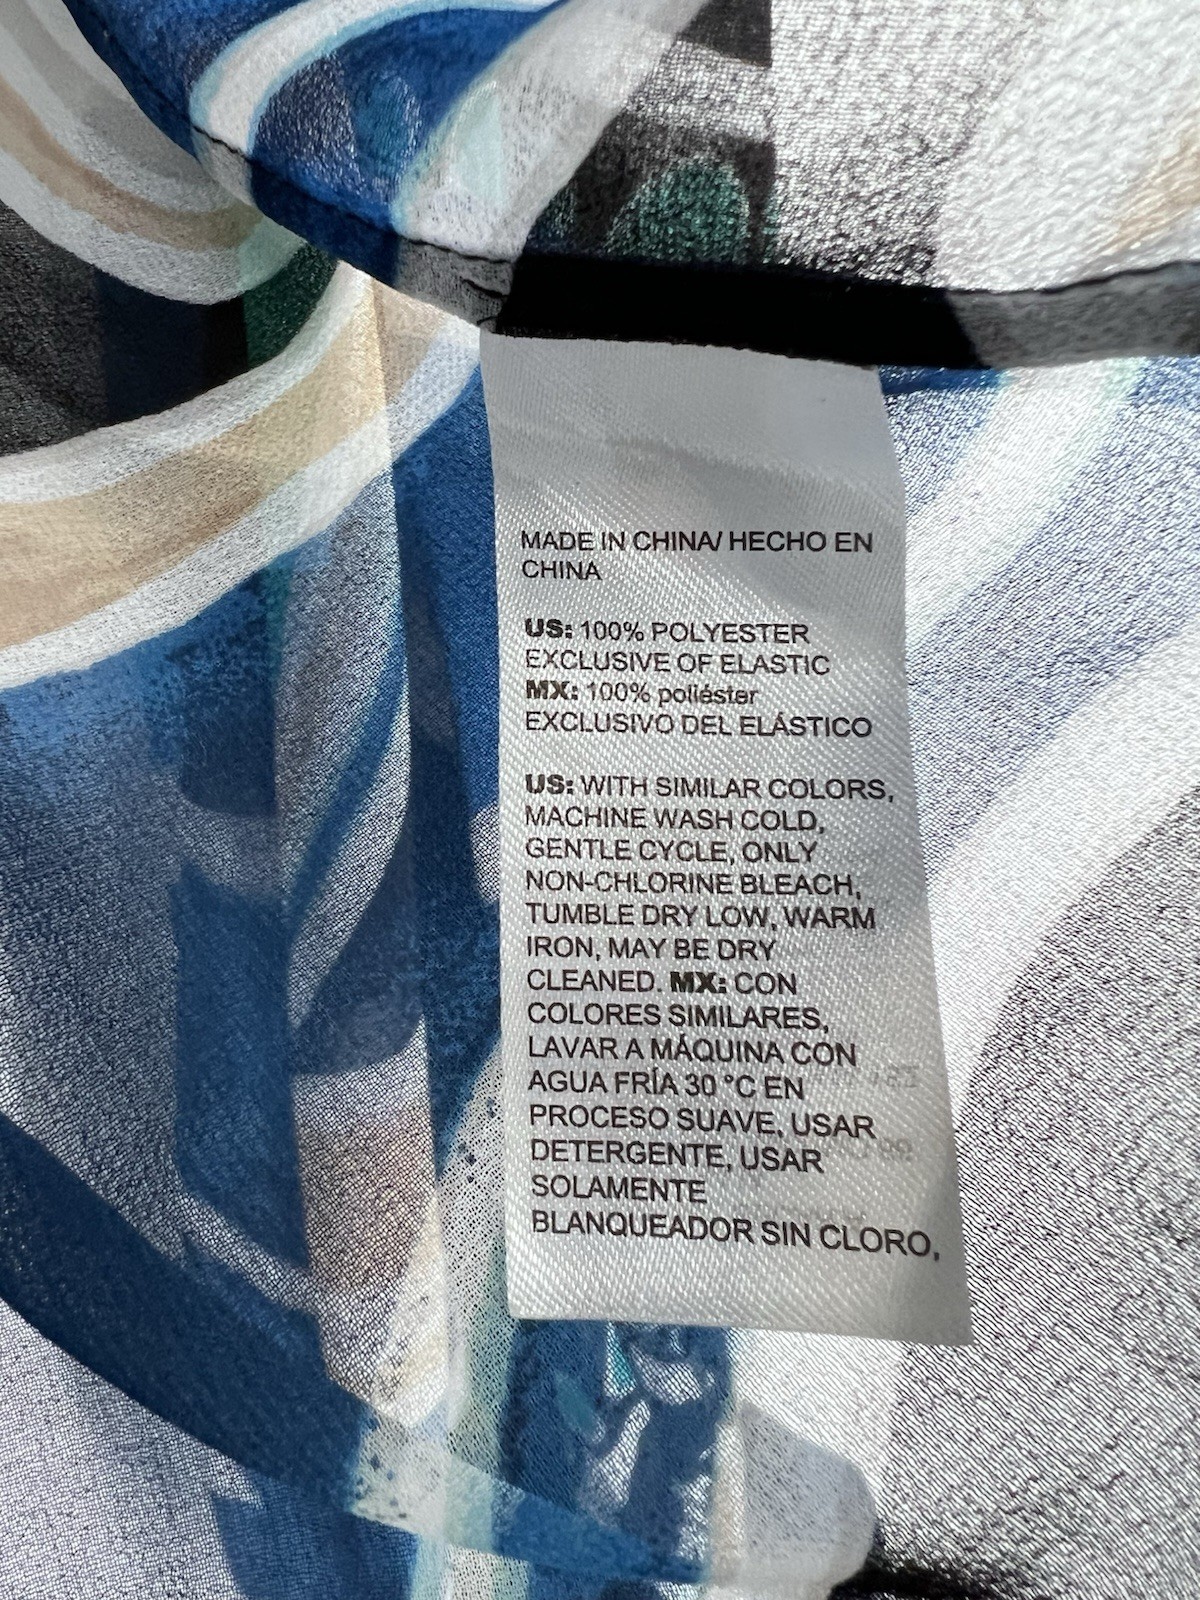 MADE IN CHINA/ HECHO EN
CHINA
US: 100% POLYESTER
EXCLUSIVE OF ELASTIC
MX: 100% poliéster
EXCLUSIVO DEL ELÁSTICO
US: WITH SIMILAR COLORS,
MACHINE WASH COLD,
GENTLE CYCLE, ONLY
NON-CHLORINE BLEACH,
TUMBLE DRY LOW, WARM
IRON, MAY BE DRY
CLEANED. MX: CON
COLORES SIMILARES,
LAVAR A MÁQUINA CON
AGUA FRÍA 30 °C EN
PROCESO SUAVE, USAR
DETERGENTE, USAR
SOLAMENTE
BLANQUEADOR SIN CLORO,